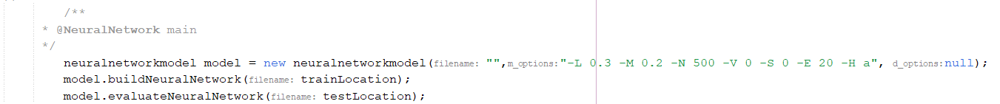 /**
* @NeuralNetwork main
*/
neuralnetworkmodel model = new neuralnetworkmodel(filename: "",m_options:"-L 0.3 -M 0.2 -N 500 -V 0 -S 0 -E 20 -H a", d_options:null);
model.buildNeuralNetwork(filename: trainLocation);
model.evaluateNeuralNetwork(filename: testLocation);